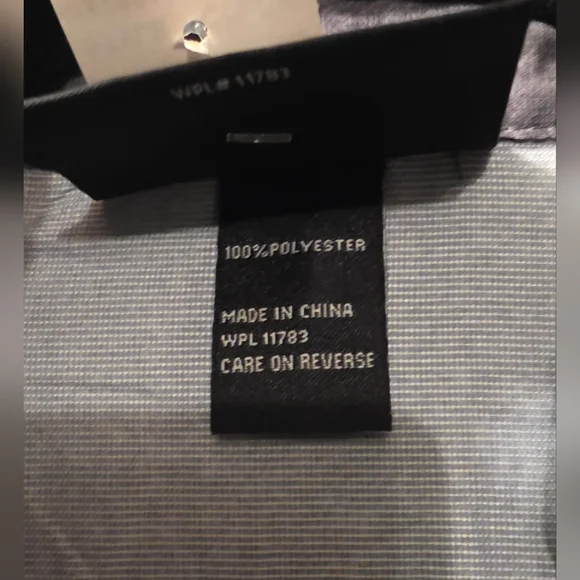 WPL# 11783
100%POLYESTER
MADE IN CHINA
WPL 11783
CARE ON REVERSE